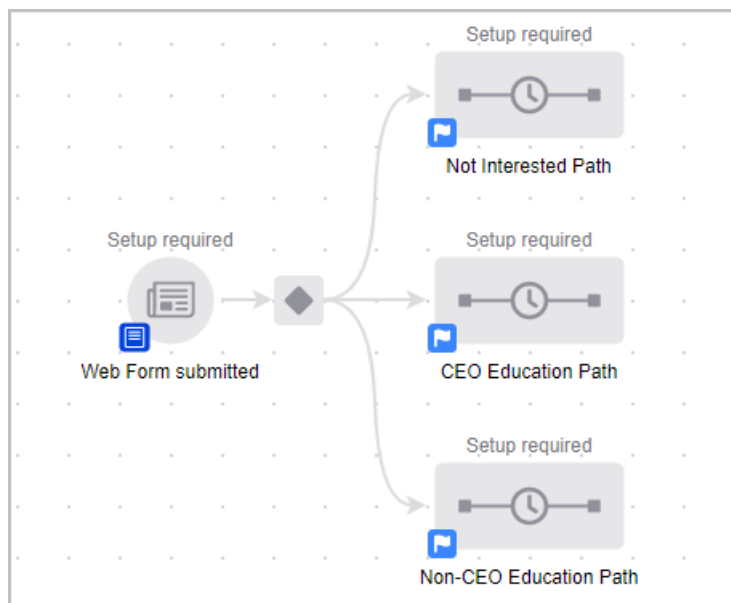 Setup required
Not Interested Path
Setup required
Web Form submitted
Setup required
CEO Education Path
Setup required
Non-CEO Education Path